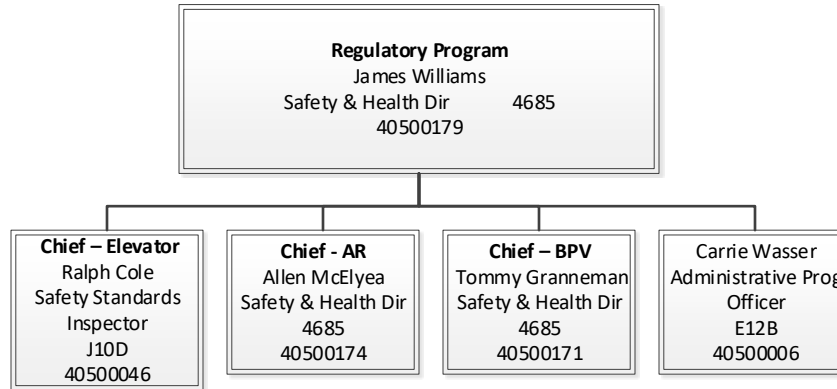 Regulatory Program
James Williams
Safety & Health Dir 4685
40500179
Chief – Elevator
Ralph Cole
Safety Standards
Inspector
J10D
40500046
Chief - AR
Allen McElyea
Safety & Health Dir
4685
40500174
Chief – BPV
Tommy Granneman
Safety & Health Dir
4685
40500171
Carrie Wasser
Administrative Prog
Officer
E12B
40500006